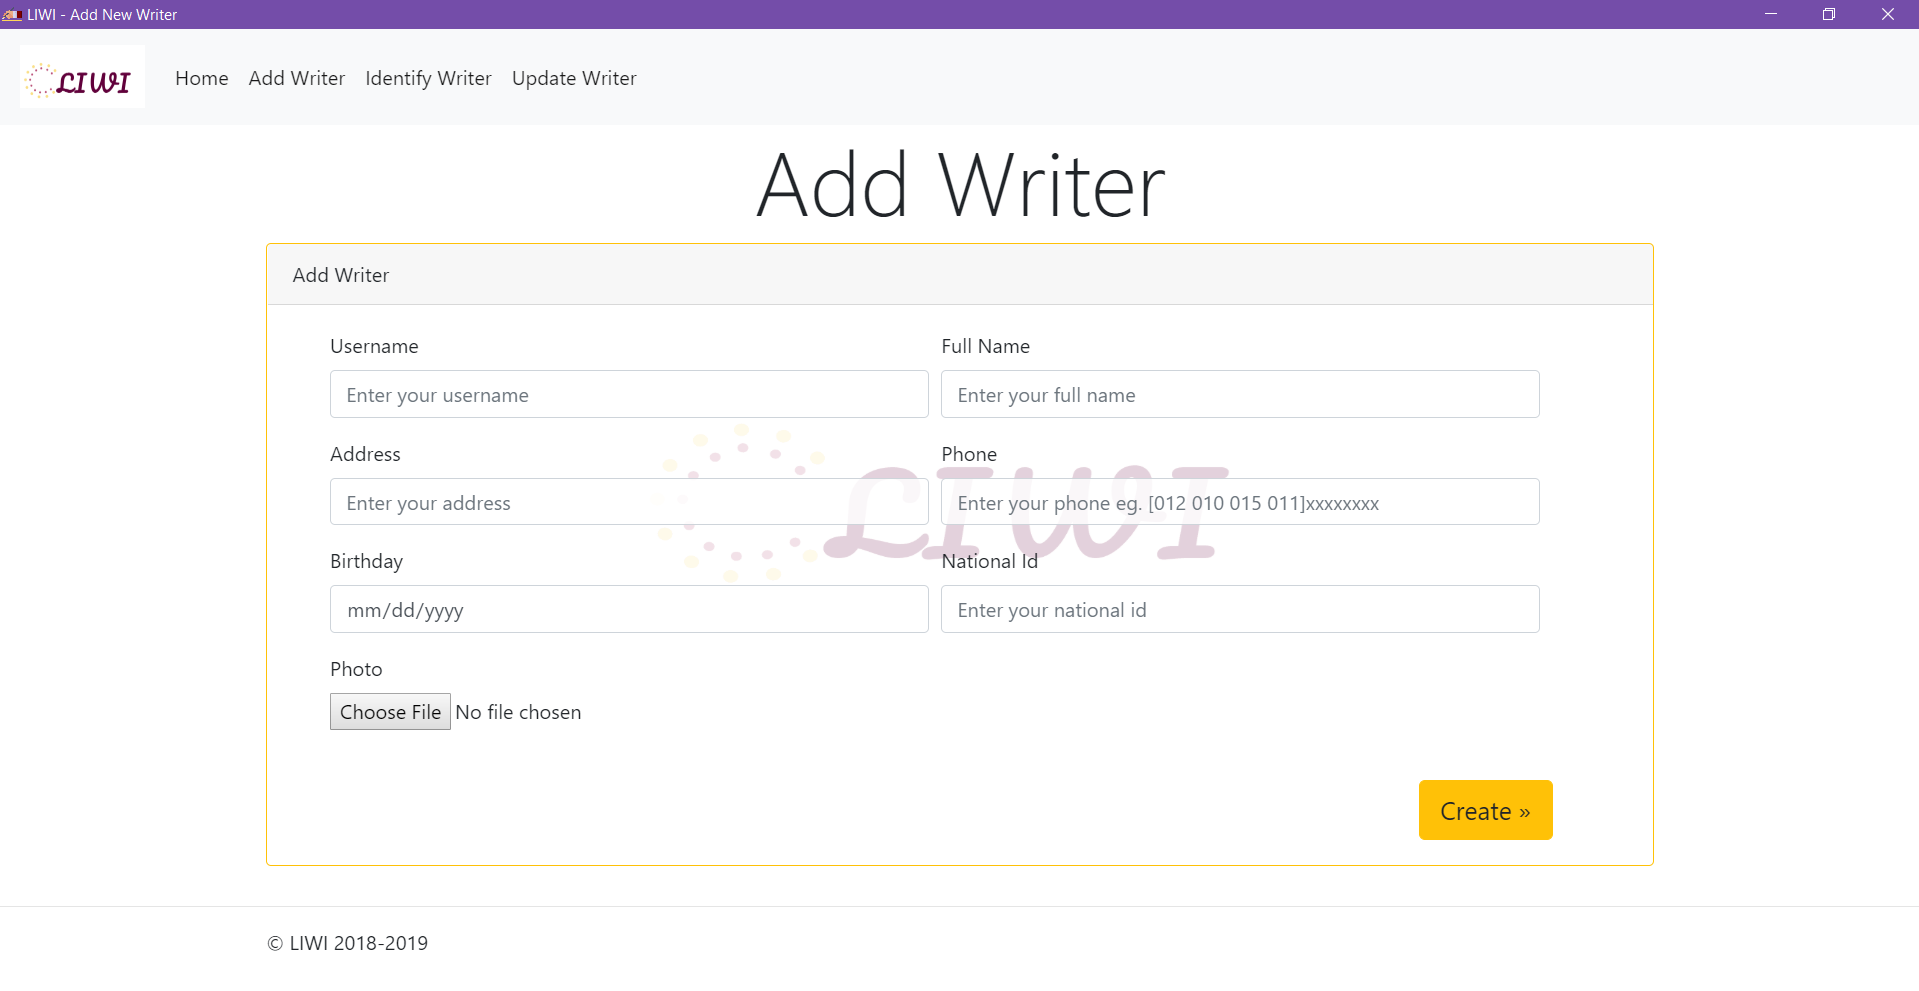 LIWI - Add New Writer
LIWI Home Add Writer Identify Writer Update Writer
Add Writer
Add Writer
Username Full Name
Enter your username Enter your full name
Address Phone
Enter your address Enter your phone eg. [012 010 015 011]xxxxxxxx
LIWI
Birthday National Id
mm/dd/yyyy Enter your national id
Photo
Choose File No file chosen
Create »
© LIWI 2018-2019